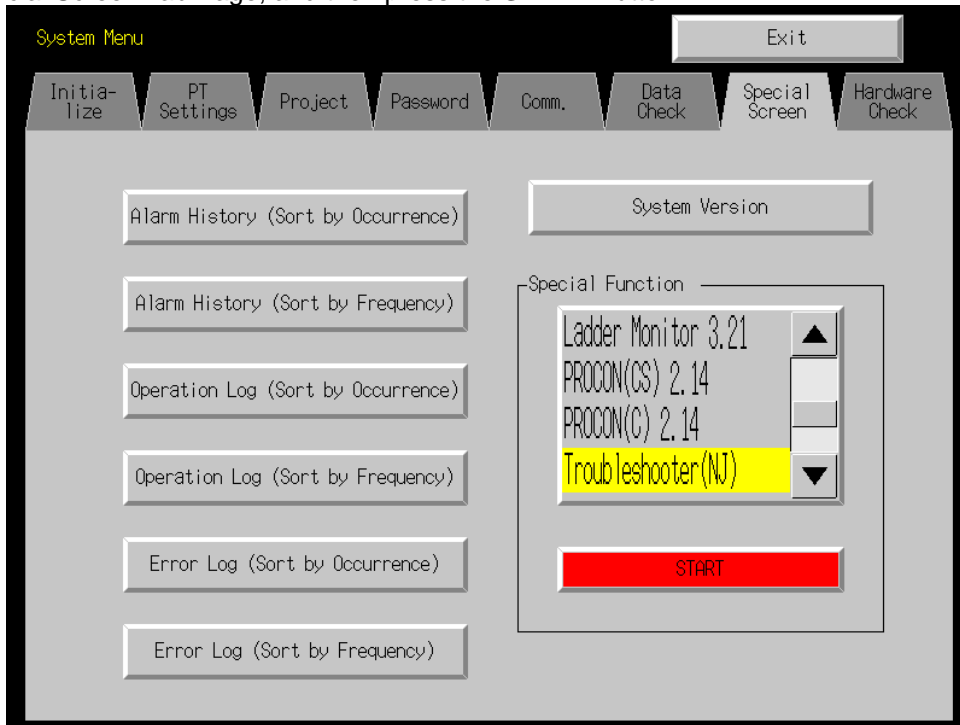 System Menu
Exit
Initia-
lize
PT
Settings
Project
Password
Comm.
Data
Check
Special
Screen
Hardware
Check
Alarm History (Sort by Occurrence)
System Version
Alarm History (Sort by Frequency)
Special Function
Ladder Monitor 3.21
PROCON(CS) 2.14
PROCON(C) 2.14
Troubleshooter(NJ)
Operation Log (Sort by Occurrence)
Operation Log (Sort by Frequency)
Error Log (Sort by Occurrence)
START
Error Log (Sort by Frequency)